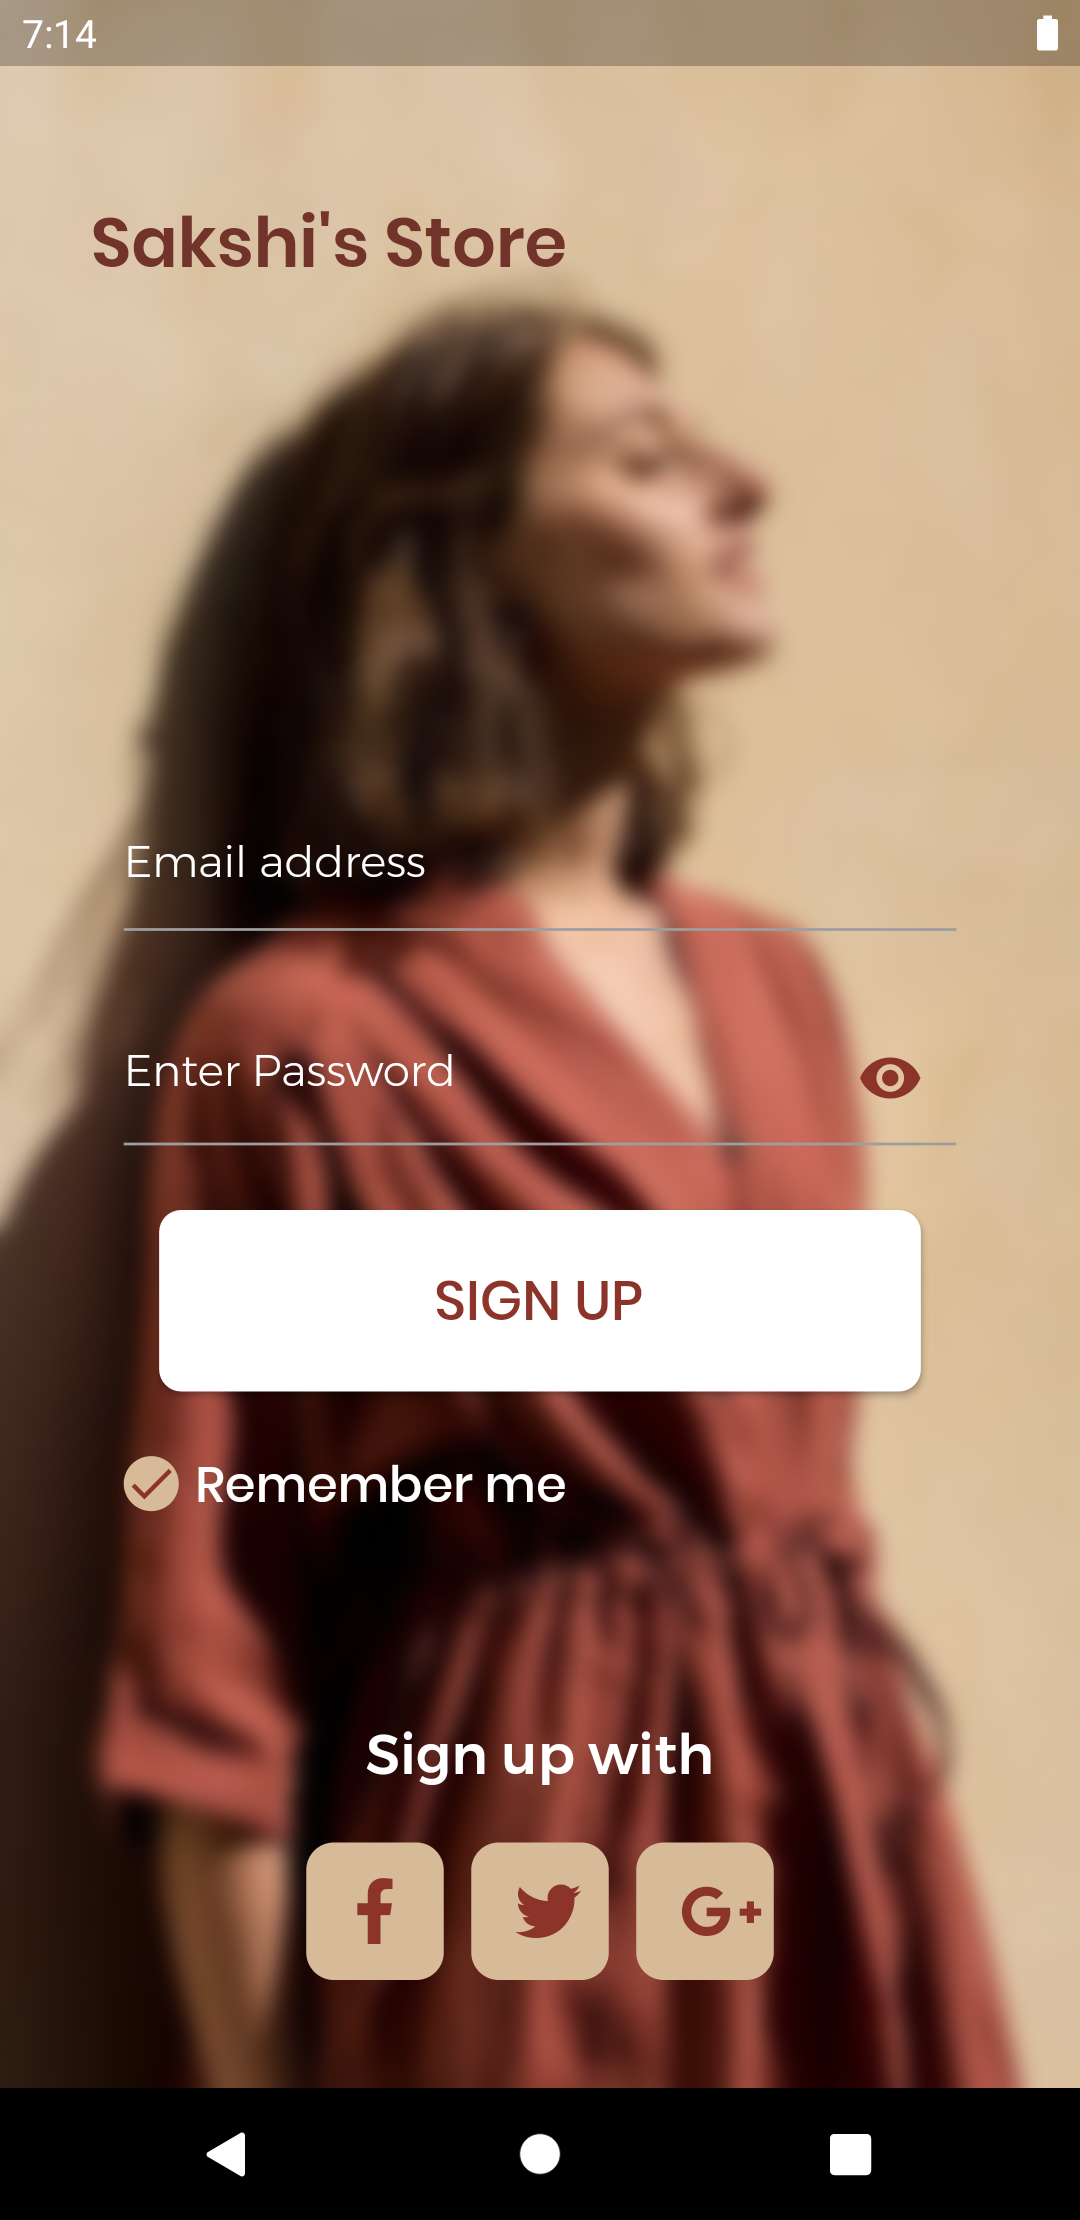 7:14
Sakshi's Store
Email address
Enter Password
SIGN UP
Remember me
Sign up with
f
G+